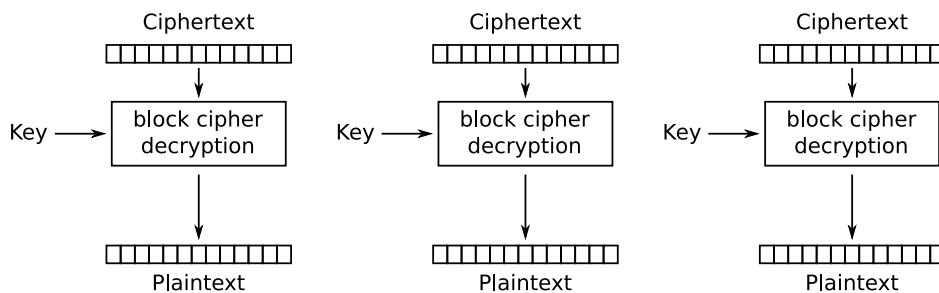 Ciphertext Ciphertext Ciphertext
Key block cipher decryption Key block cipher decryption Key block cipher decryption
Plaintext Plaintext Plaintext